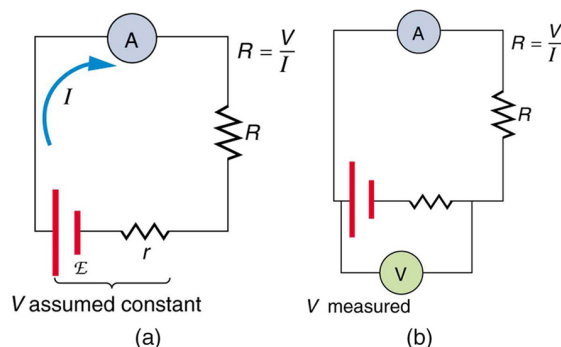 A
R = V/I
I
R
ℰ
r
V assumed constant
(a)
A
R = V/I
R
V
V measured
(b)